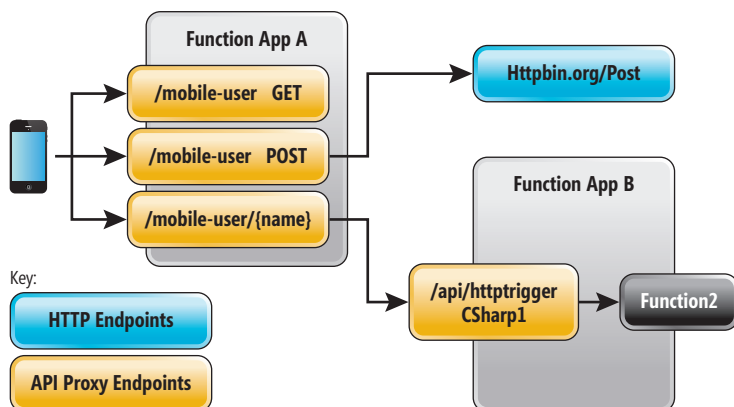 Function App A
/mobile-user GET
Httpbin.org/Post
/mobile-user POST
/mobile-user/{name}
Function App B
/api/httptrigger
CSharp1
Function2
Key:
HTTP Endpoints
API Proxy Endpoints